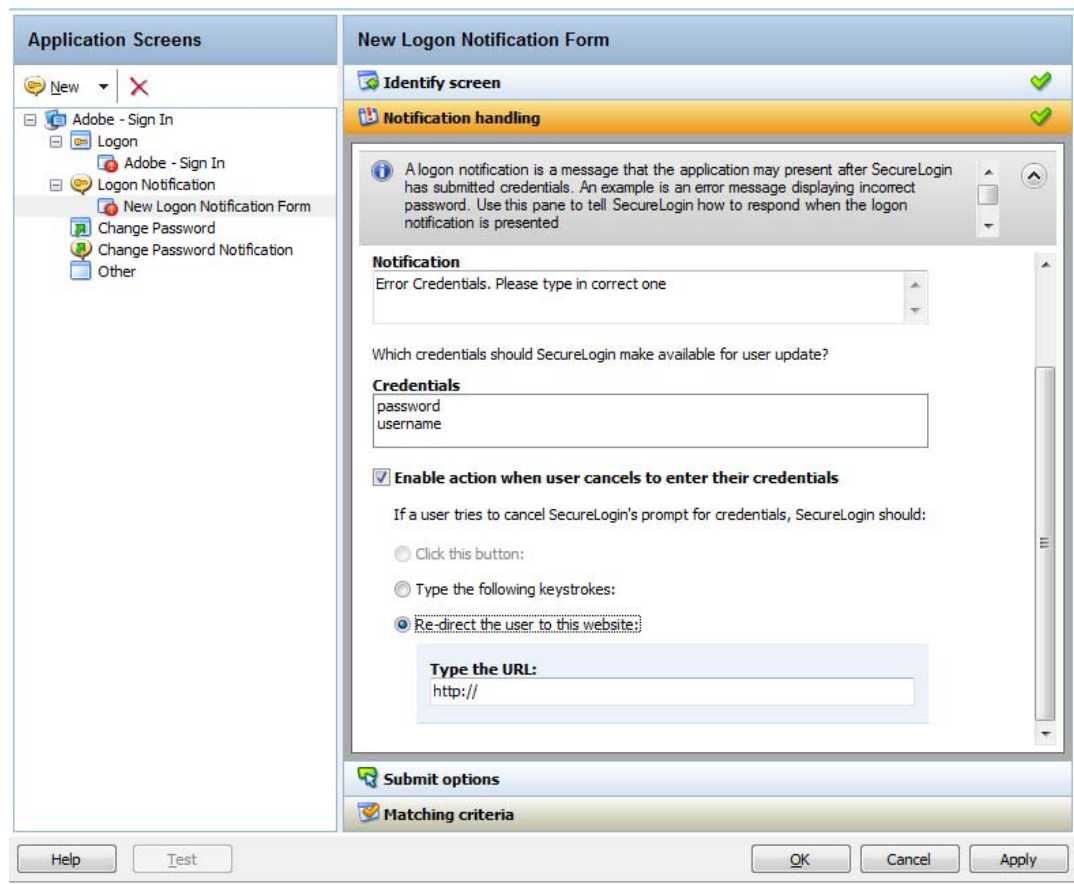 Application Screens
New
Adobe - Sign In
Logon
Adobe - Sign In
Logon Notification
New Logon Notification Form
Change Password
Change Password Notification
Other
New Logon Notification Form
Identify screen
Notification handling
A logon notification is a message that the application may present after SecureLogin
has submitted credentials. An example is an error message displaying incorrect
password. Use this pane to tell SecureLogin how to respond when the logon
notification is presented
Notification
Error Credentials. Please type in correct one
Which credentials should SecureLogin make available for user update?
Credentials
password
username
Enable action when user cancels to enter their credentials
If a user tries to cancel SecureLogin's prompt for credentials, SecureLogin should:
Click this button:
Type the following keystrokes:
Re-direct the user to this website:
Type the URL:
http://
Submit options
Matching criteria
Help
Test
OK
Cancel
Apply